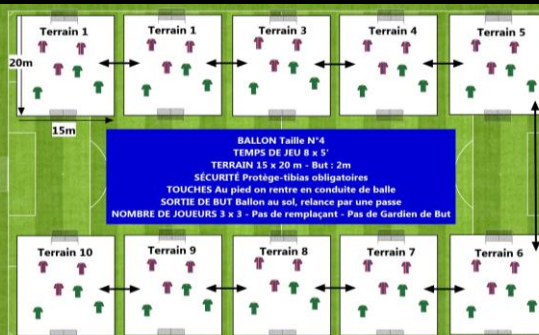 Terrain 1
Terrain 1
Terrain 3
Terrain 4
Terrain 5
20m
15m
BALLON Taille N°4
TEMPS DE JEU 8 x 5'
TERRAIN 15 x 20 m - But : 2m
SÉCURITÉ Protège-tibias obligatoires
TOUCHES Au pied on rentre en conduite de balle
SORTIE DE BUT Ballon au sol, relance par une passe
NOMBRE DE JOUEURS 3 x 3 - Pas de remplaçant - Pas de Gardien de But
Terrain 10
Terrain 9
Terrain 8
Terrain 7
Terrain 6